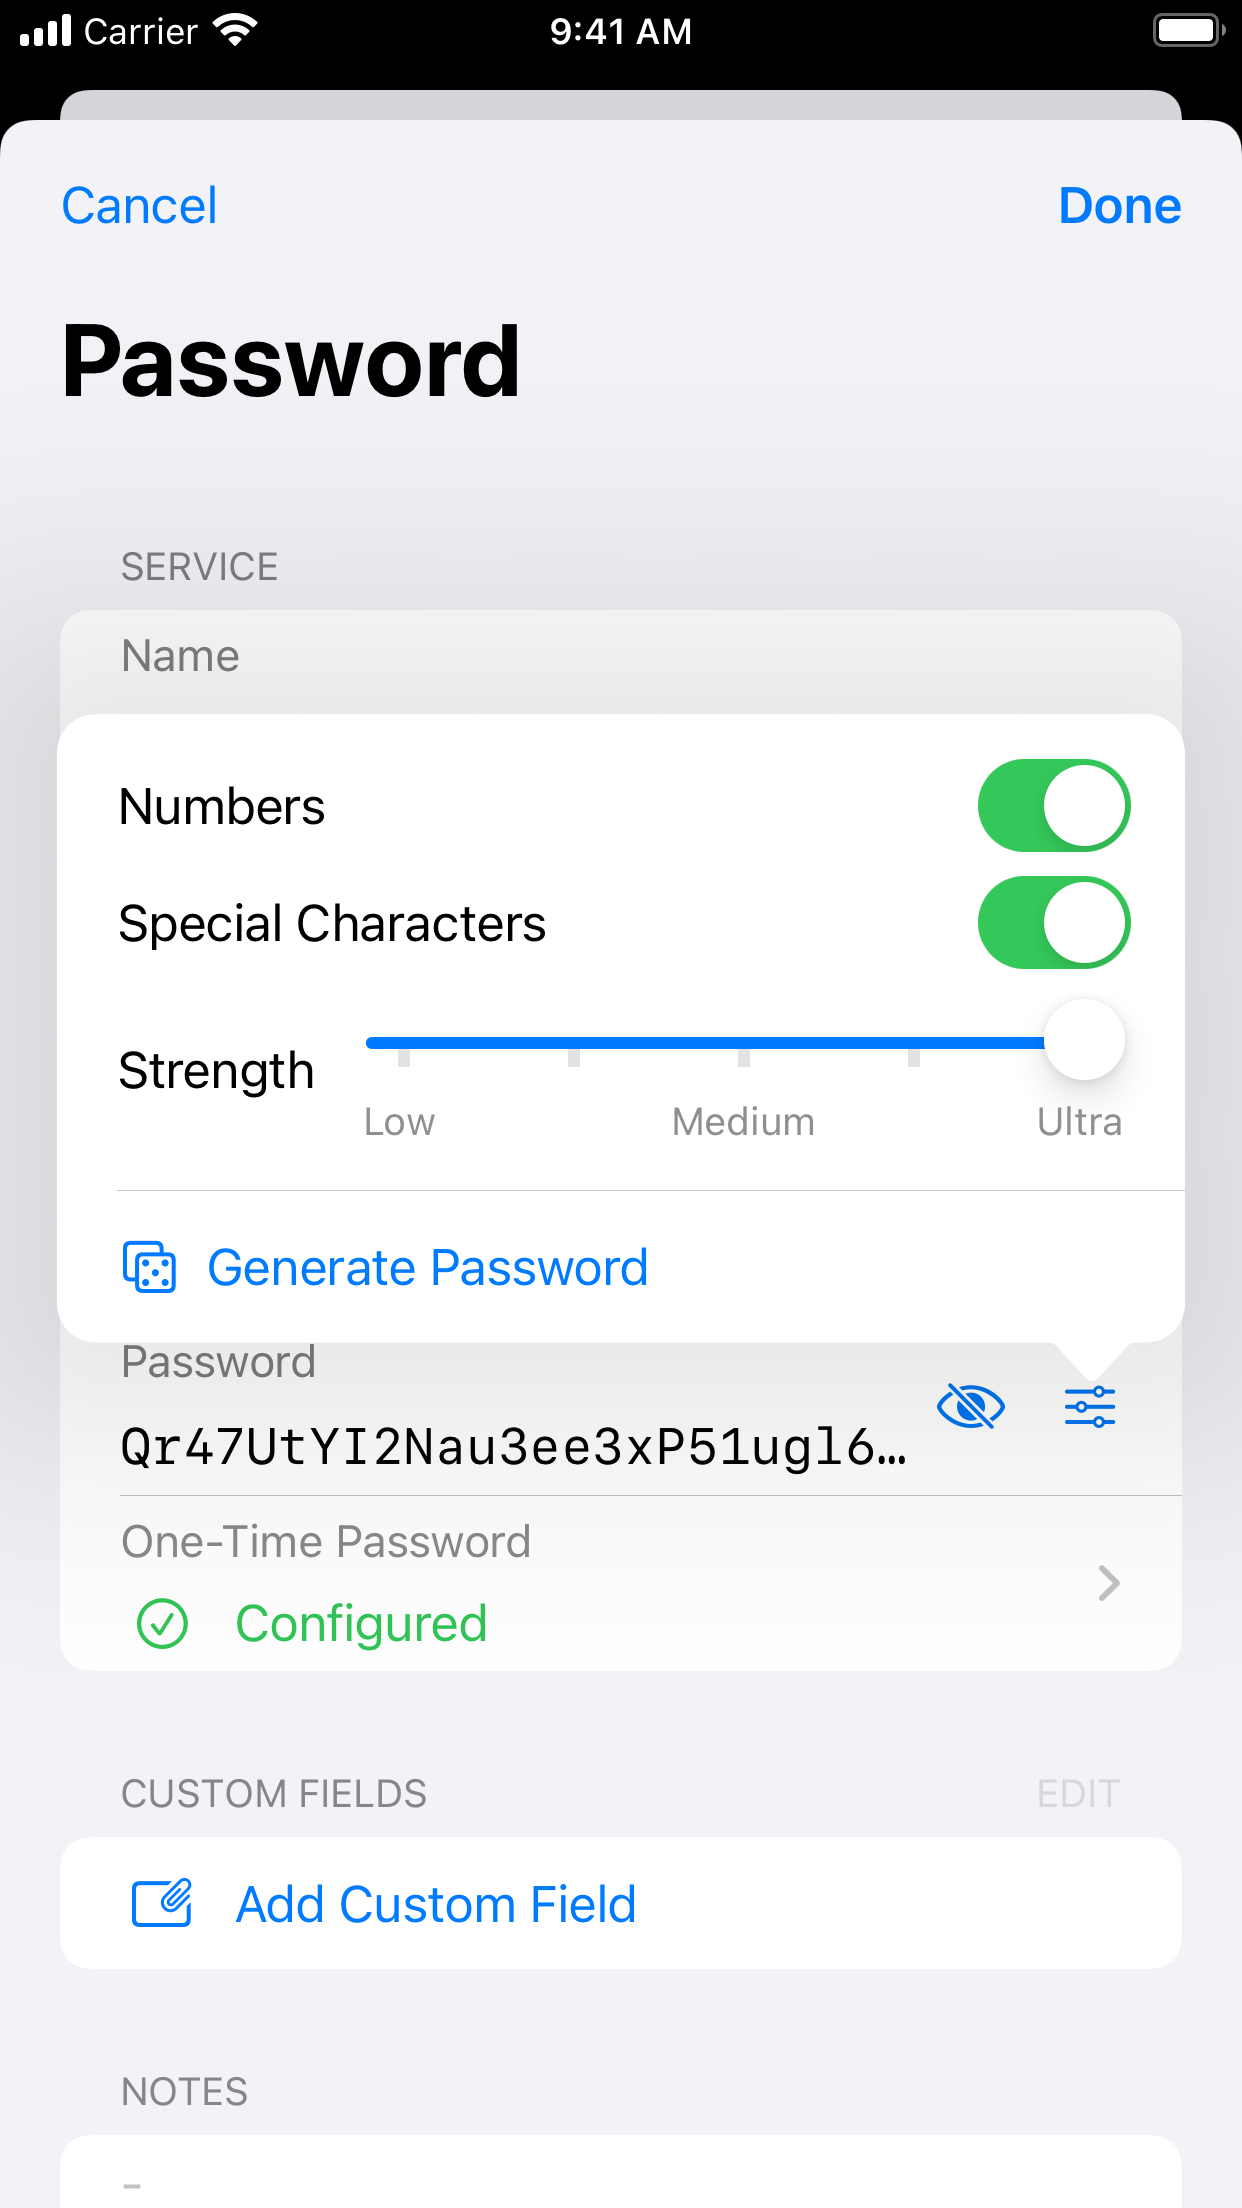 Carrier 9:41 AM
Cancel Done
Password
SERVICE
Name
Numbers
Special Characters
Strength
Low Medium Ultra
Generate Password
Password
Qr47UtYI2Nau3ee3xP51ugl6…
One-Time Password
Configured
CUSTOM FIELDS EDIT
Add Custom Field
NOTES
-